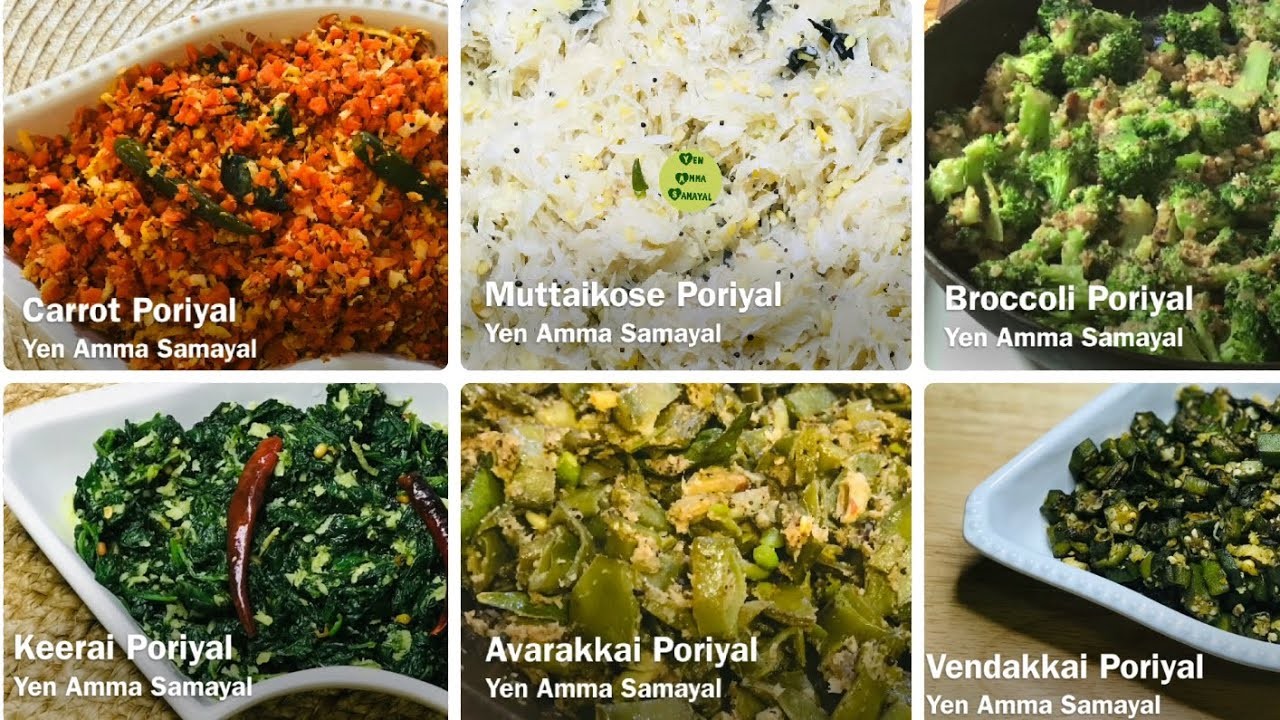 Carrot Poriyal
Yen Amma Samayal
YEN
AMMA
SAMAYAL
Muttaikose Poriyal
Yen Amma Samayal
Broccoli Poriyal
Yen Amma Samayal
Keerai Poriyal
Yen Amma Samayal
Avarakkai Poriyal
Yen Amma Samayal
Vendakkai Poriyal
Yen Amma Samayal